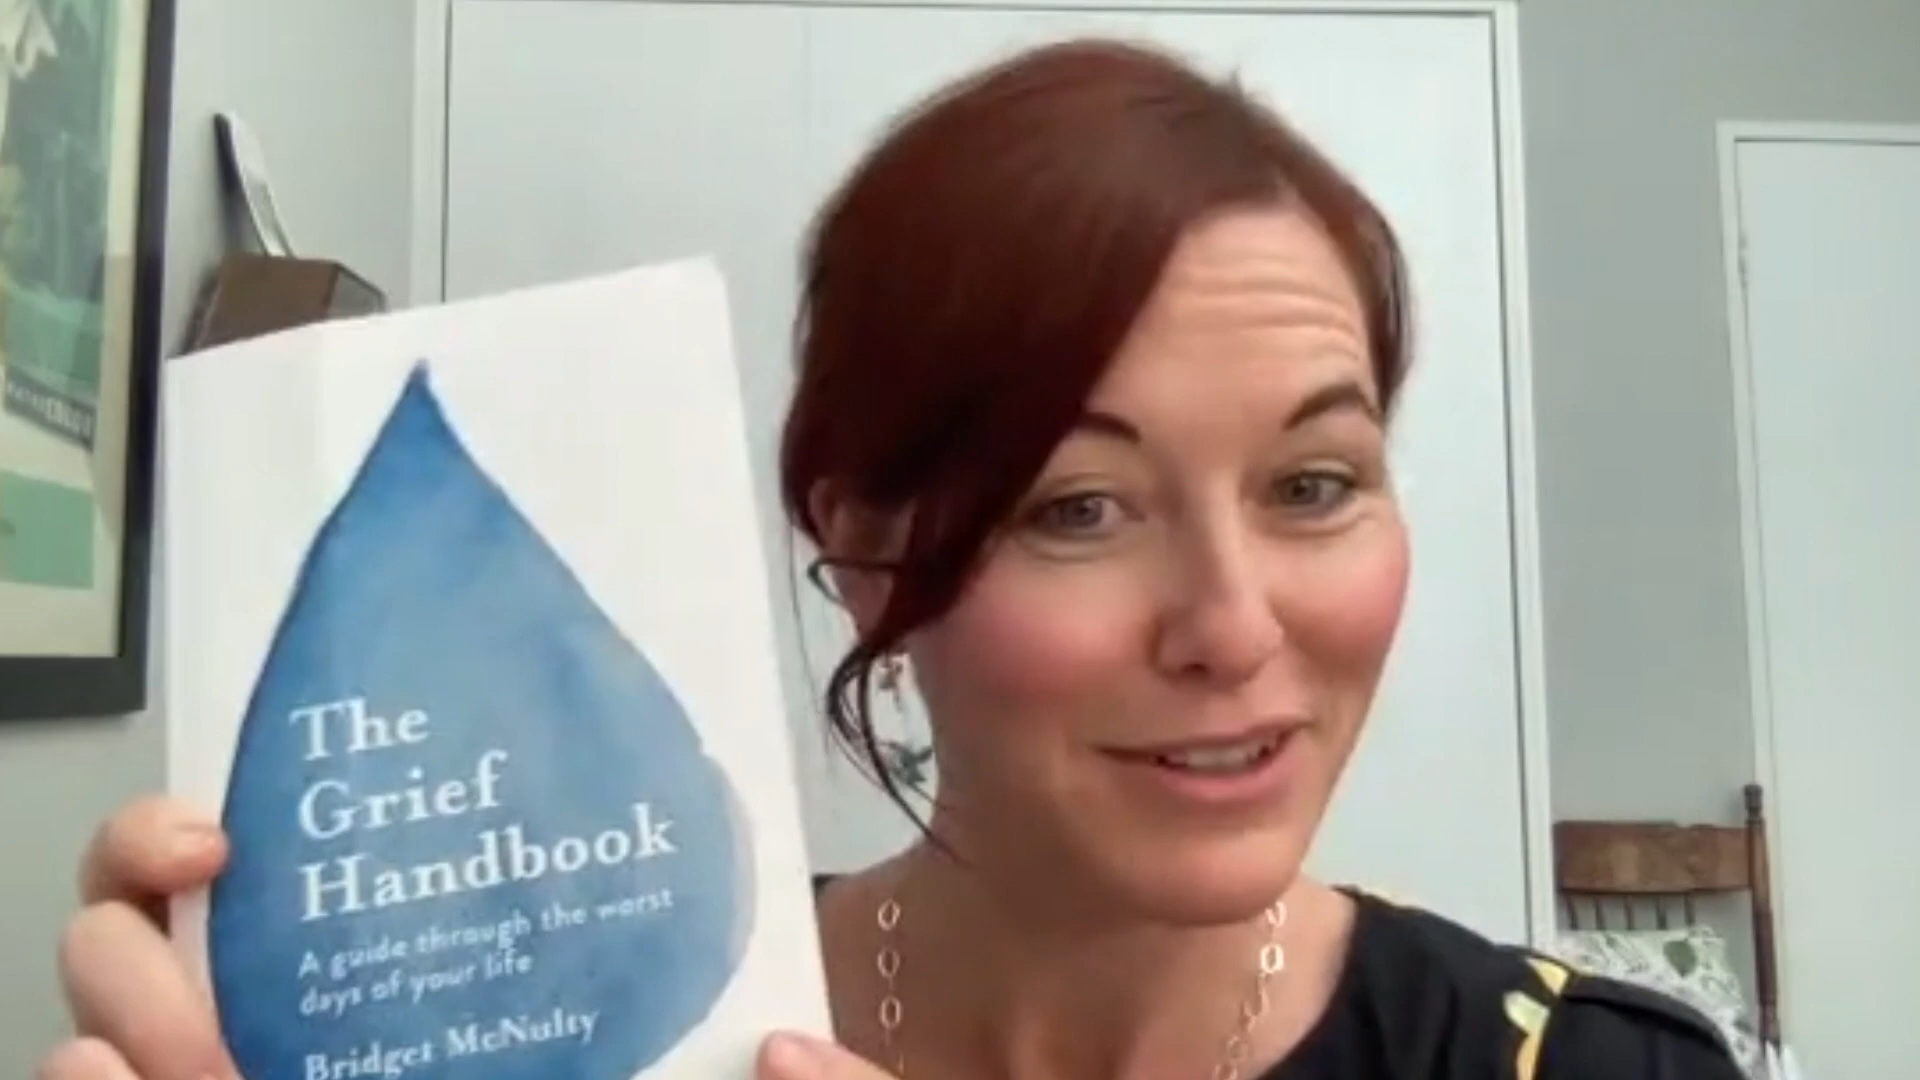 The
Grief
Handbook
A guide through the worst
days of your life
Bridget McNulty